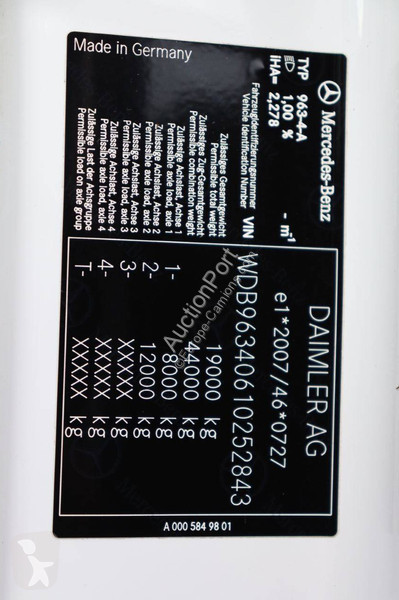 Mercedes-Benz
DAIMLER AG
TYP 963-4-A
1,00 % - m⁻¹
IHA= 2,278
e1*2007/46*0727
Fahrzeugidentifizierungsnummer
Vehicle Identification Number VIN
WDB96340610252843
Zulässiges Gesamtgewicht
Permissible total weight 19000 kg
Zulässiges Zug-Gesamtgewicht
Permissible combination weight 44000 kg
Zulässige Achslast, Achse 1
Permissible axle load, axle 1 1- 8000 kg
Zulässige Achslast, Achse 2
Permissible axle load, axle 2 2- 12000 kg
Zulässige Achslast, Achse 3
Permissible axle load, axle 3 3- XXXXX kg
Zulässige Achslast, Achse 4
Permissible axle load, axle 4 4- XXXXX kg
Zulässige Last der Achsgruppe
Permissible load on axle group T- XXXXX kg
Made in Germany
A 000 584 98 01
AuctionPort
©Europe-Camions